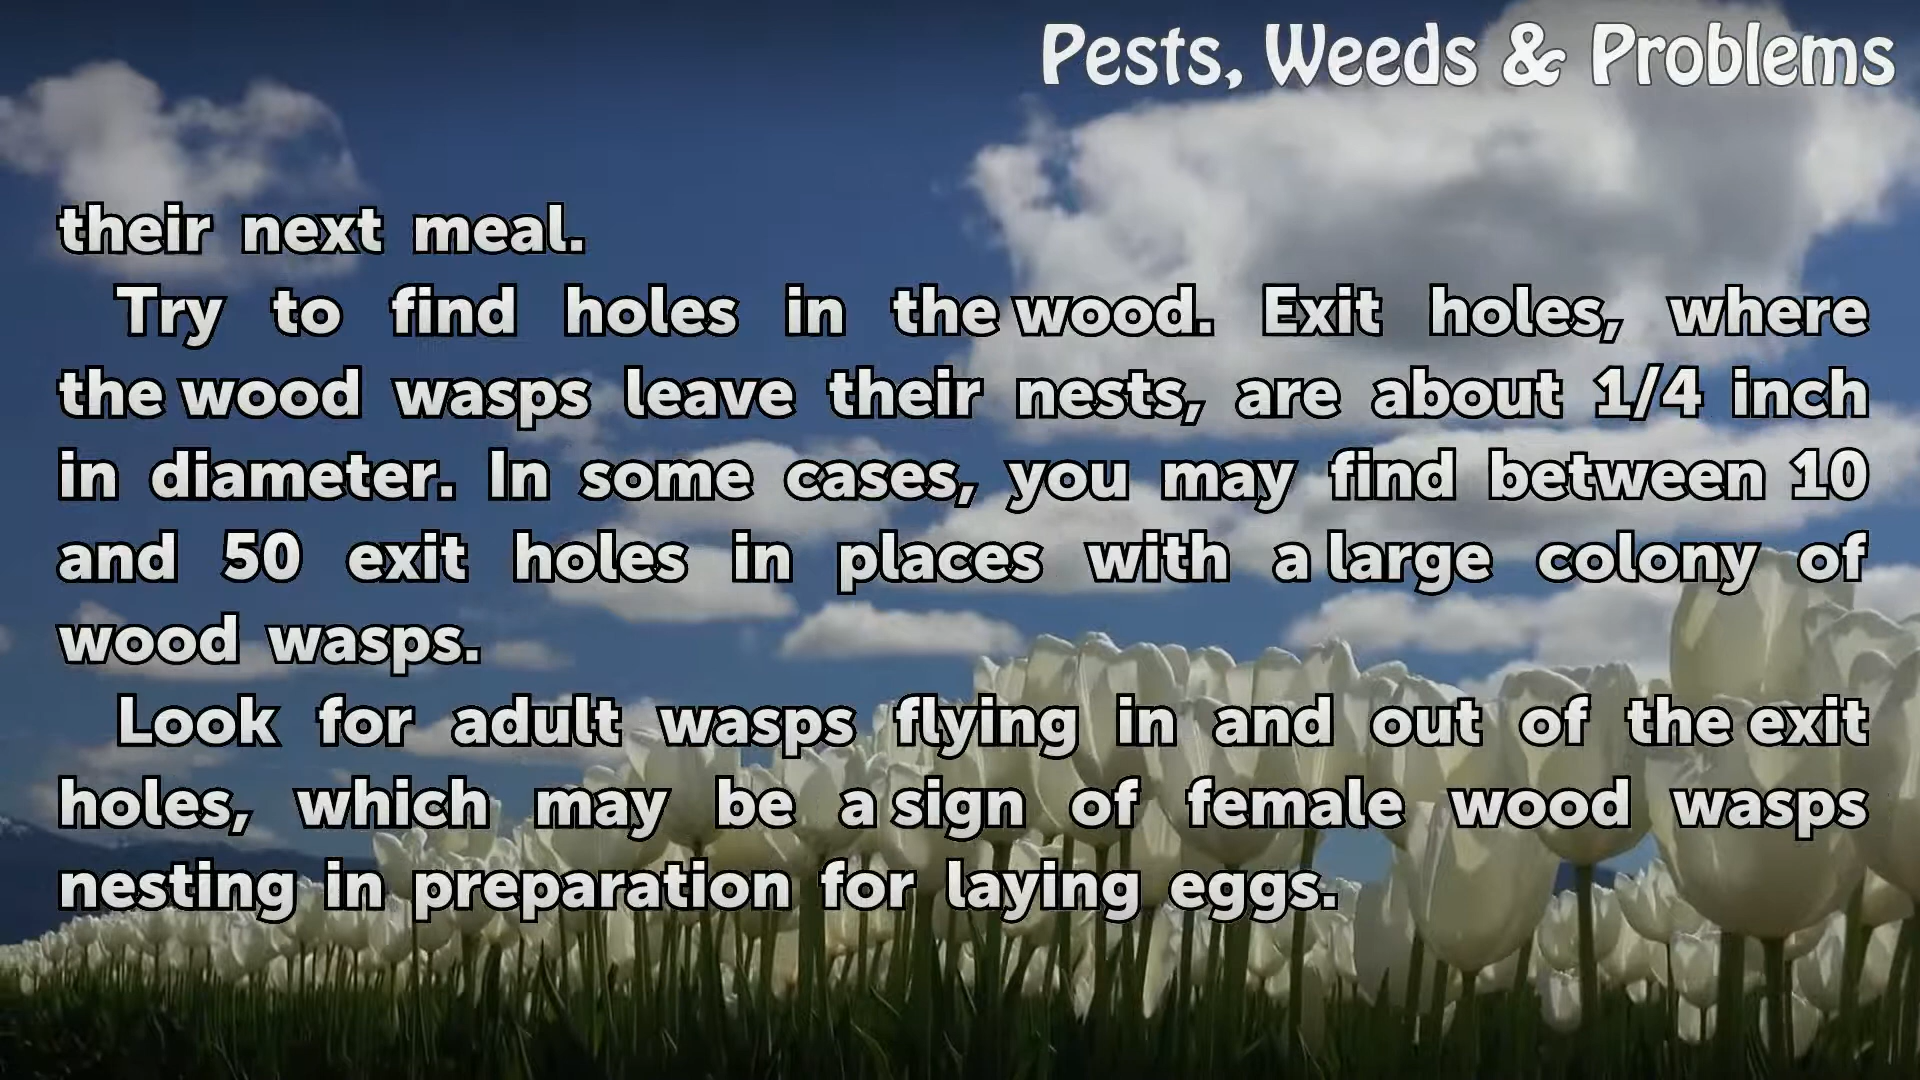 Pests, Weeds & Problems
their next meal.
Try to find holes in the wood. Exit holes, where
the wood wasps leave their nests, are about 1/4 inch
in diameter. In some cases, you may find between 10
and 50 exit holes in places with a large colony of
wood wasps.
Look for adult wasps flying in and out of the exit
holes, which may be a sign of female wood wasps
nesting in preparation for laying eggs.